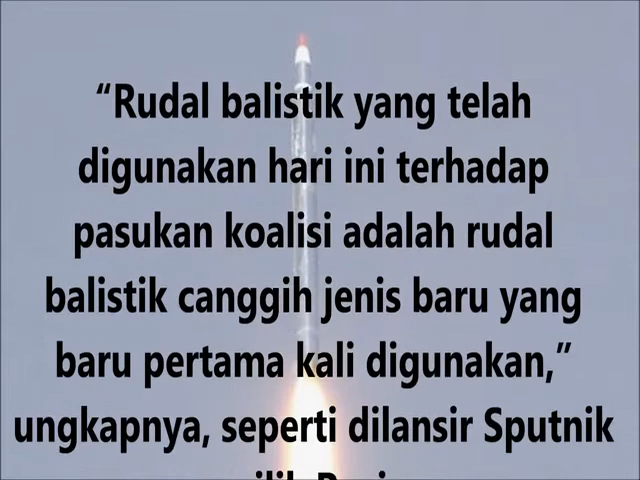 “Rudal balistik yang telah
digunakan hari ini terhadap
pasukan koalisi adalah rudal
balistik canggih jenis baru yang
baru pertama kali digunakan,”
ungkapnya, seperti dilansir Sputnik